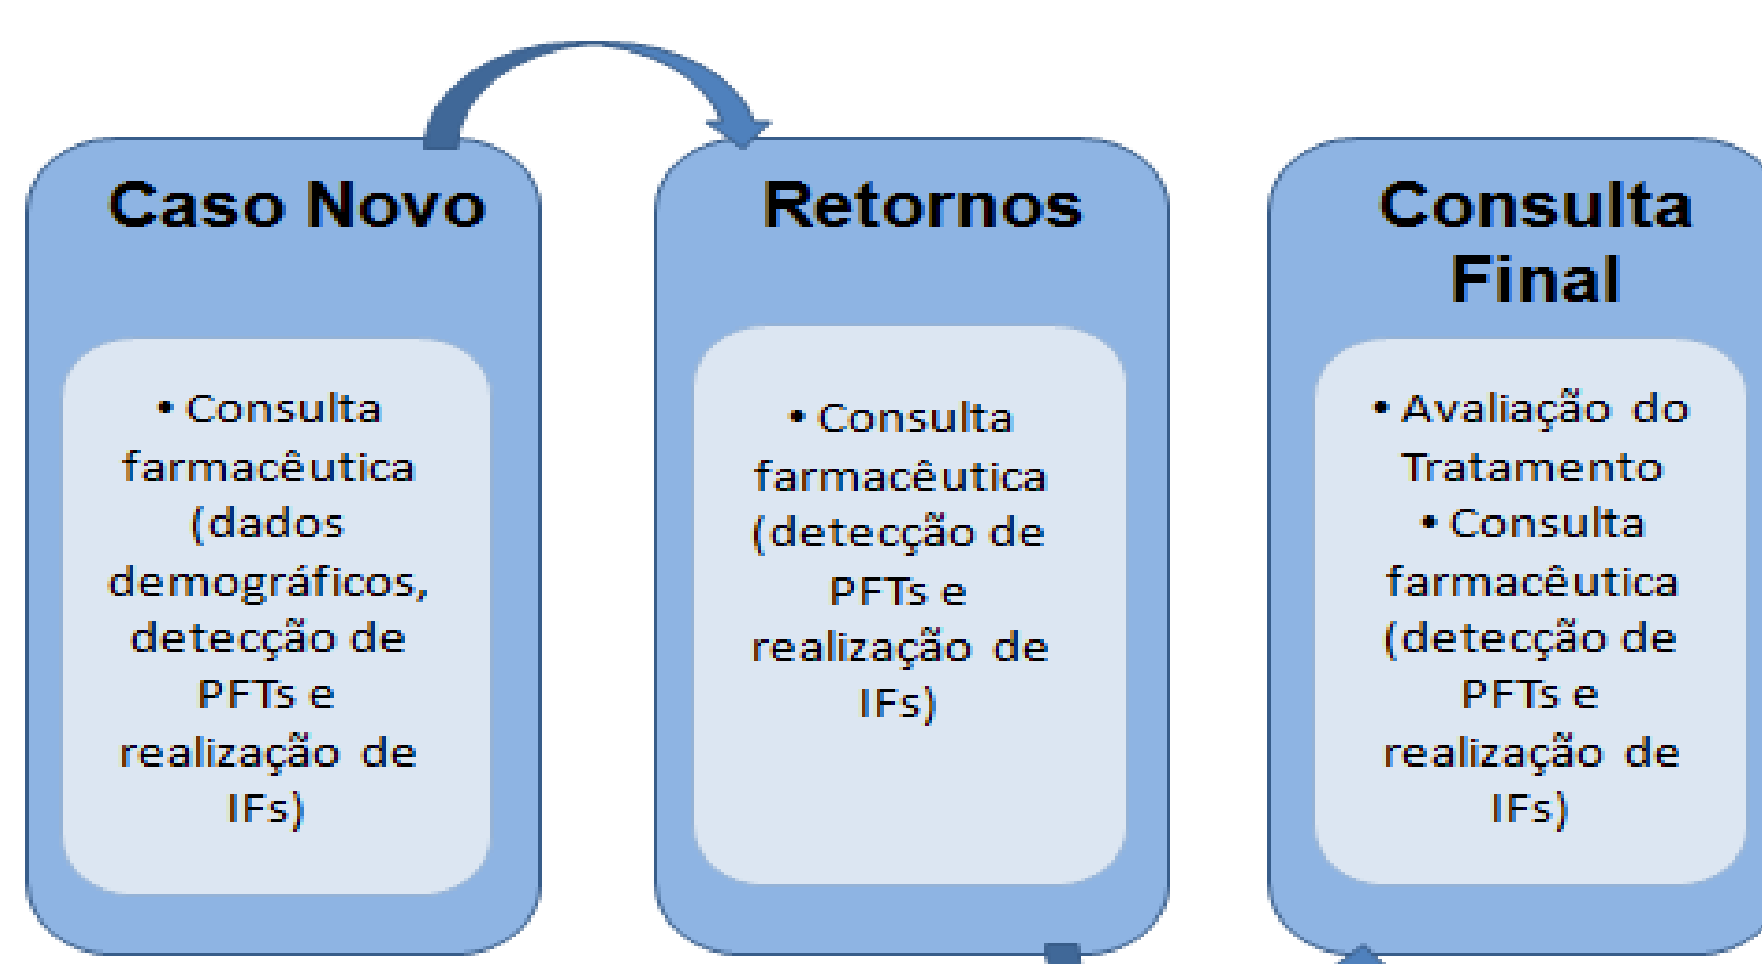 Caso Novo
• Consulta
farmacêutica
(dados
demográficos,
detecção de
PFTs e
realização de
IFs)
Retornos
• Consulta
farmacêutica
(detecção de
PFTs e
realização de
IFs)
Consulta
Final
• Avaliação do
Tratamento
• Consulta
farmacêutica
(detecção de
PFTs e
realização de
IFs)